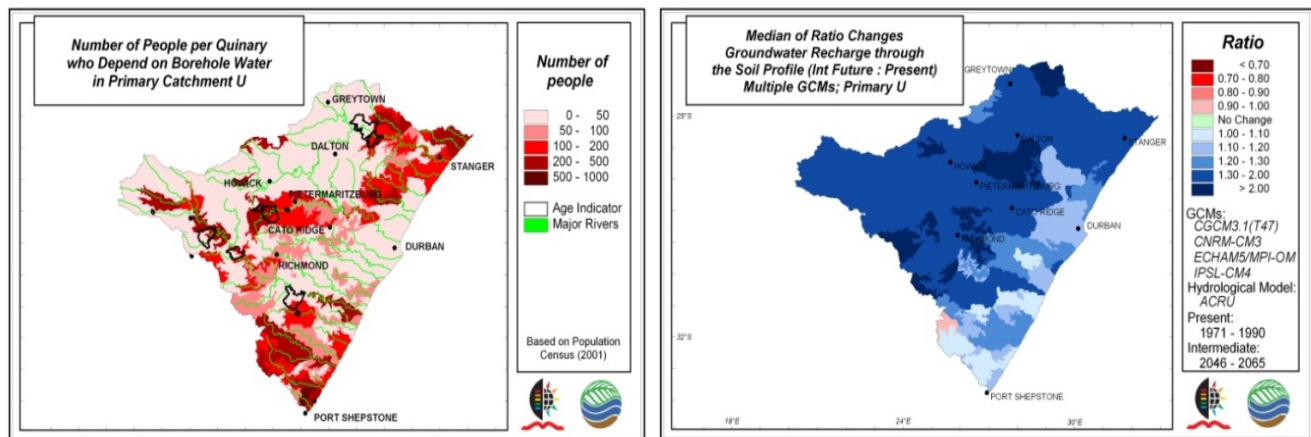 Number of People per Quinary
who Depend on Borehole Water
in Primary Catchment U
GREYTOWN
DALTON
STANGER
HOWICK
PIETERMARITZBURG
CATO RIDGE
DURBAN
RICHMOND
PORT SHEPSTONE
Number of
people
0 - 50
50 - 100
100 - 200
200 - 500
500 - 1000
Age Indicator
Major Rivers
Based on Population
Census (2001)
Median of Ratio Changes
Groundwater Recharge through
the Soil Profile (Int Future : Present)
Multiple GCMs; Primary U
GREYTOWN
DALTON
STANGER
HOWICK
PIETERMARITZBURG
CATO RIDGE
DURBAN
RICHMOND
PORT SHEPSTONE
32°S
18°E
24°E
30°E
Ratio
< 0.70
0.70 - 0.80
0.80 - 0.90
0.90 - 1.00
No Change
1.00 - 1.10
1.10 - 1.20
1.20 - 1.30
1.30 - 2.00
> 2.00
GCMs:
CGCM3.1(T47)
CNRM-CM3
ECHAM5/MPI-OM
IPSL-CM4
Hydrological Model:
ACRU
Present:
1971 - 1990
Intermediate:
2046 - 2065